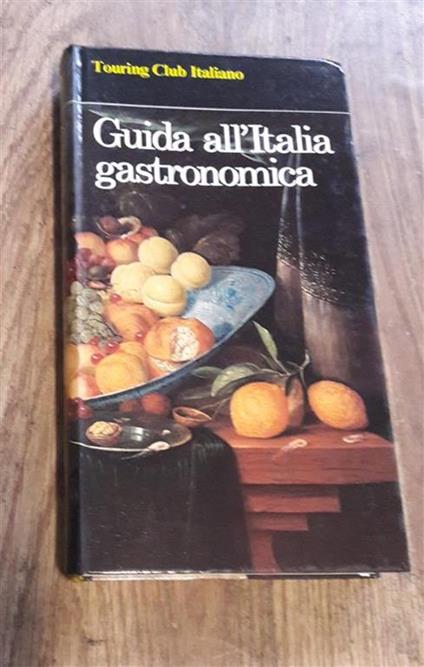 Touring Club Italiano
Guida all'Italia
gastronomica